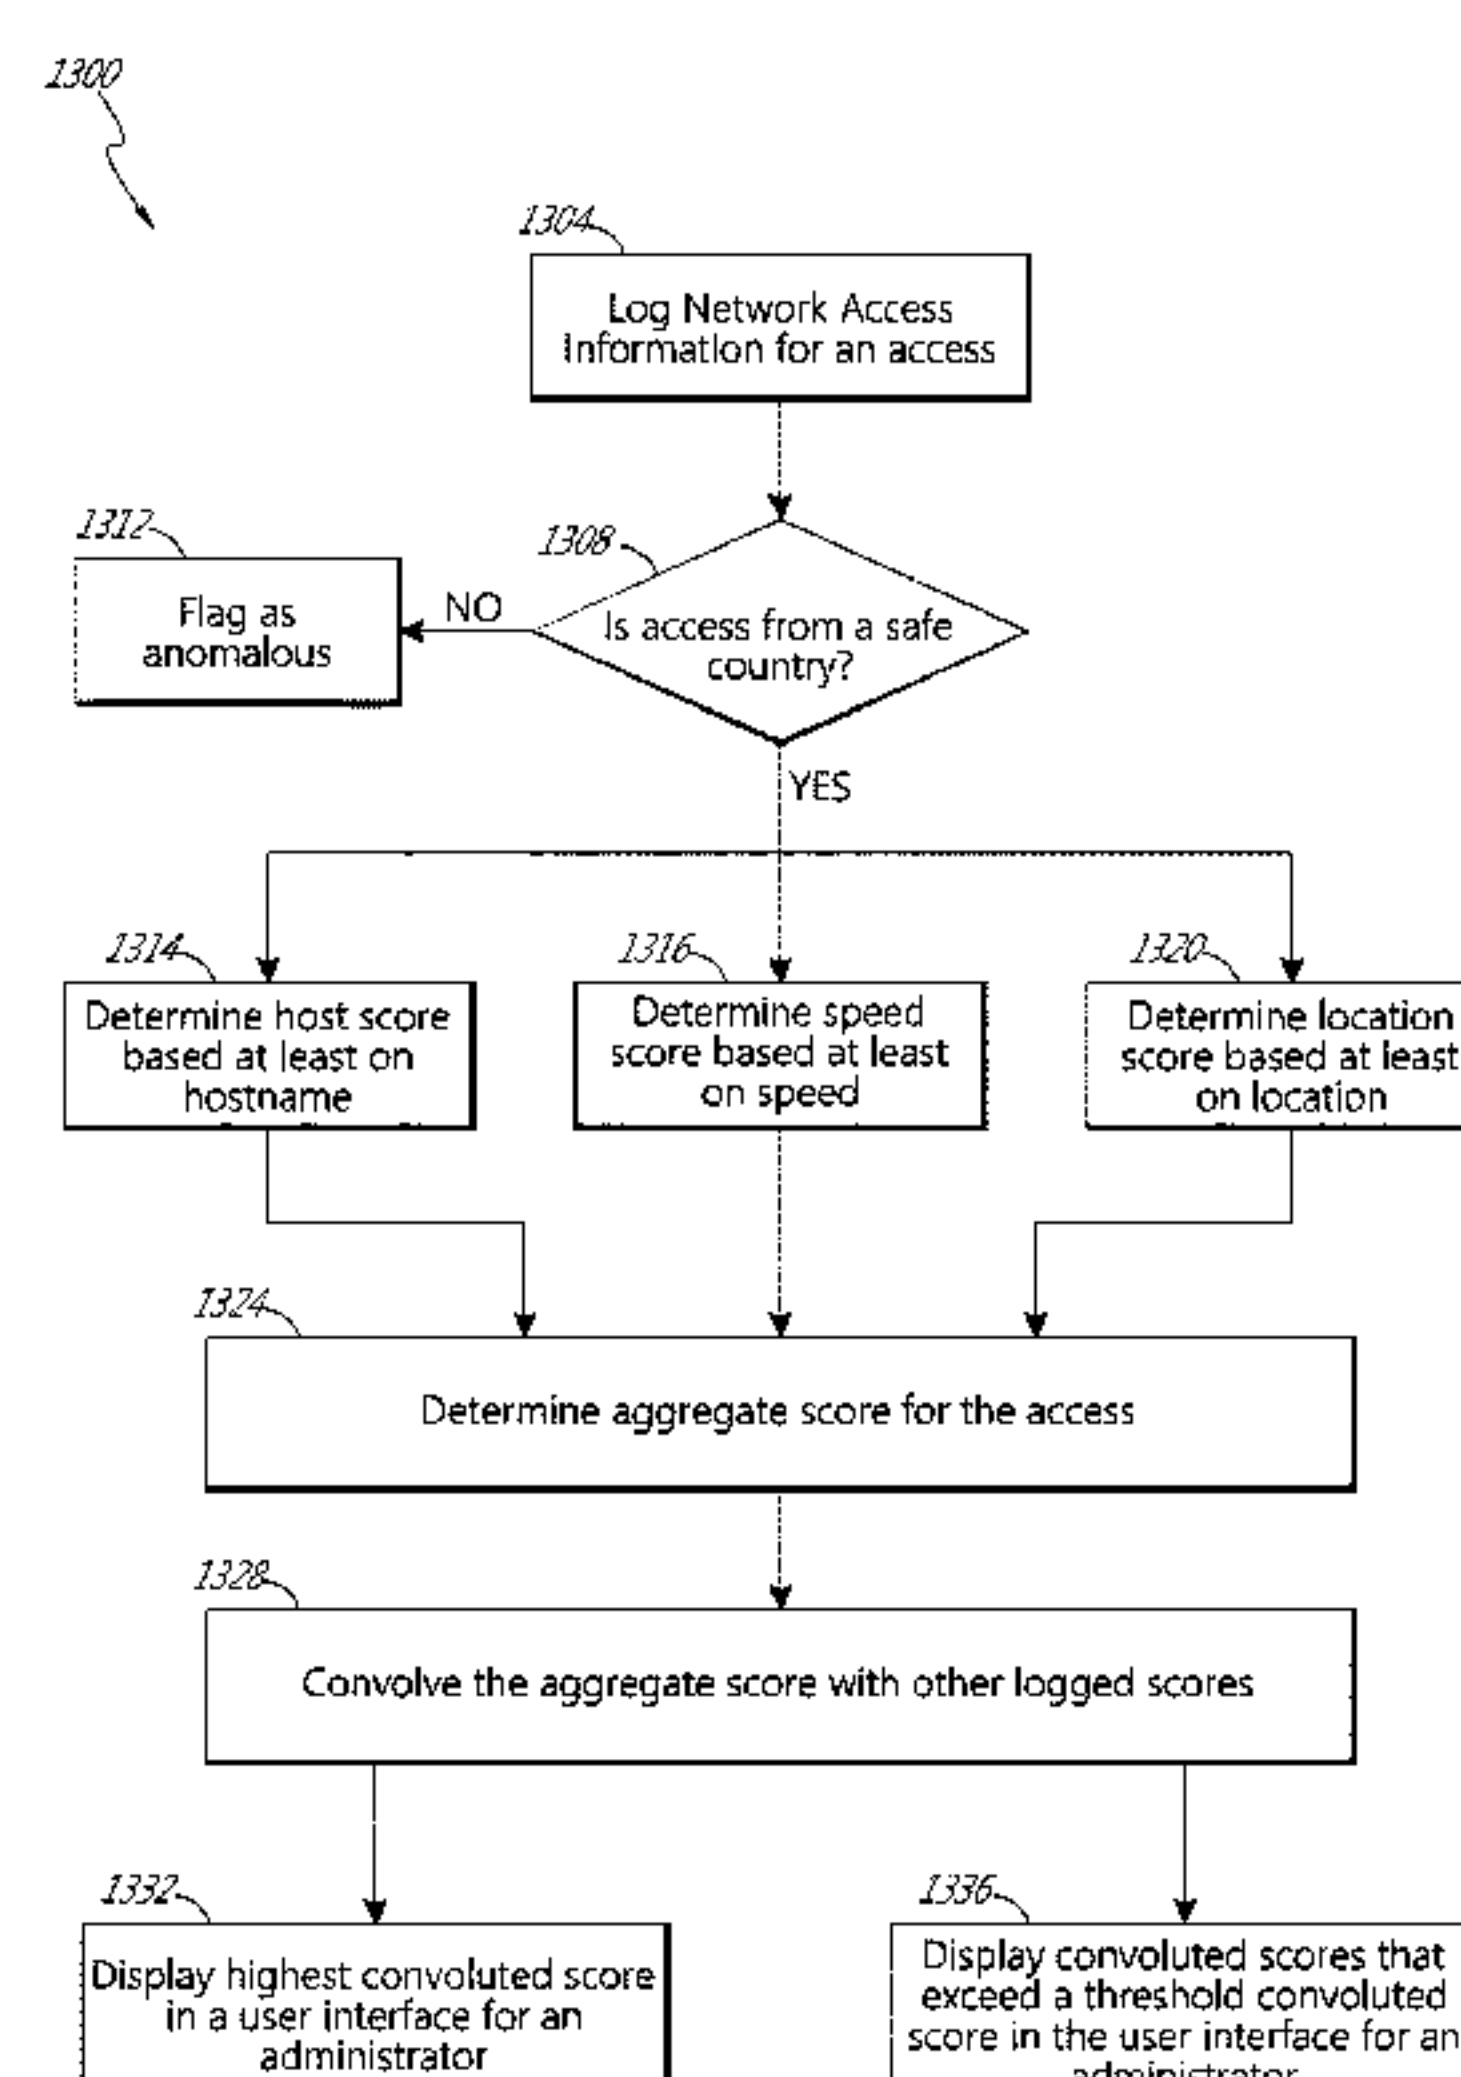 1300
1304
Log Network Access
Information for an access
1312
1308
Flag as
anomalous
NO
Is access from a safe
country?
YES
1314
1316
1320
Determine host score
based at least on
hostname
Determine speed
score based at least
on speed
Determine location
score based at least
on location
1324
Determine aggregate score for the access
1328
Convolve the aggregate score with other logged scores
1332
1336
Display highest convoluted score
in a user interface for an
administrator
Display convoluted scores that
exceed a threshold convoluted
score in the user interface for an
administrator